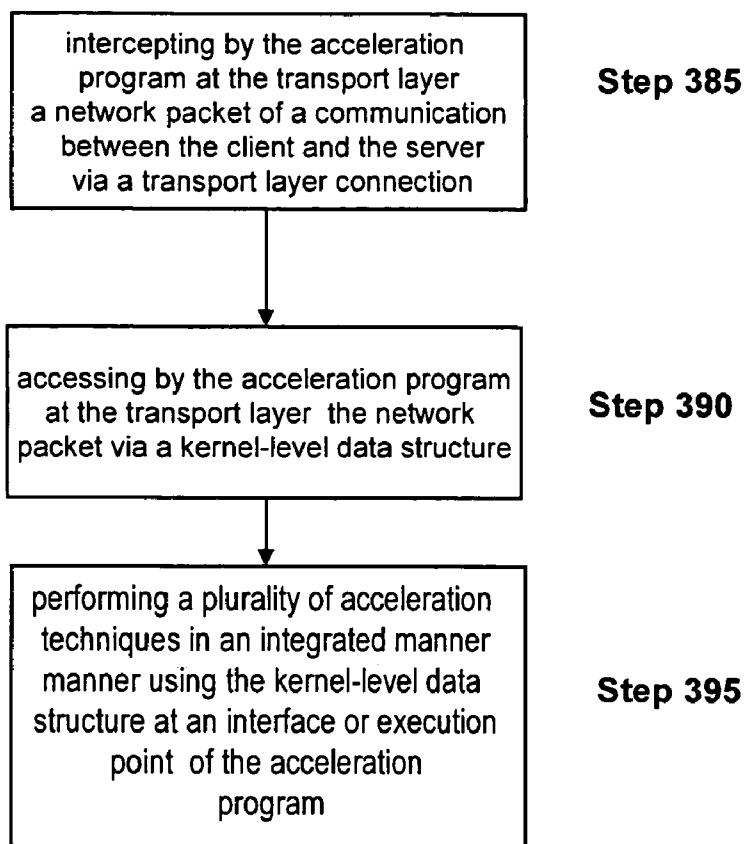 intercepting by the acceleration
program at the transport layer
a network packet of a communication
between the client and the server
via a transport layer connection
Step 385
accessing by the acceleration program
at the transport layer the network
packet via a kernel-level data structure
Step 390
performing a plurality of acceleration
techniques in an integrated manner
manner using the kernel-level data
structure at an interface or execution
point of the acceleration
program
Step 395